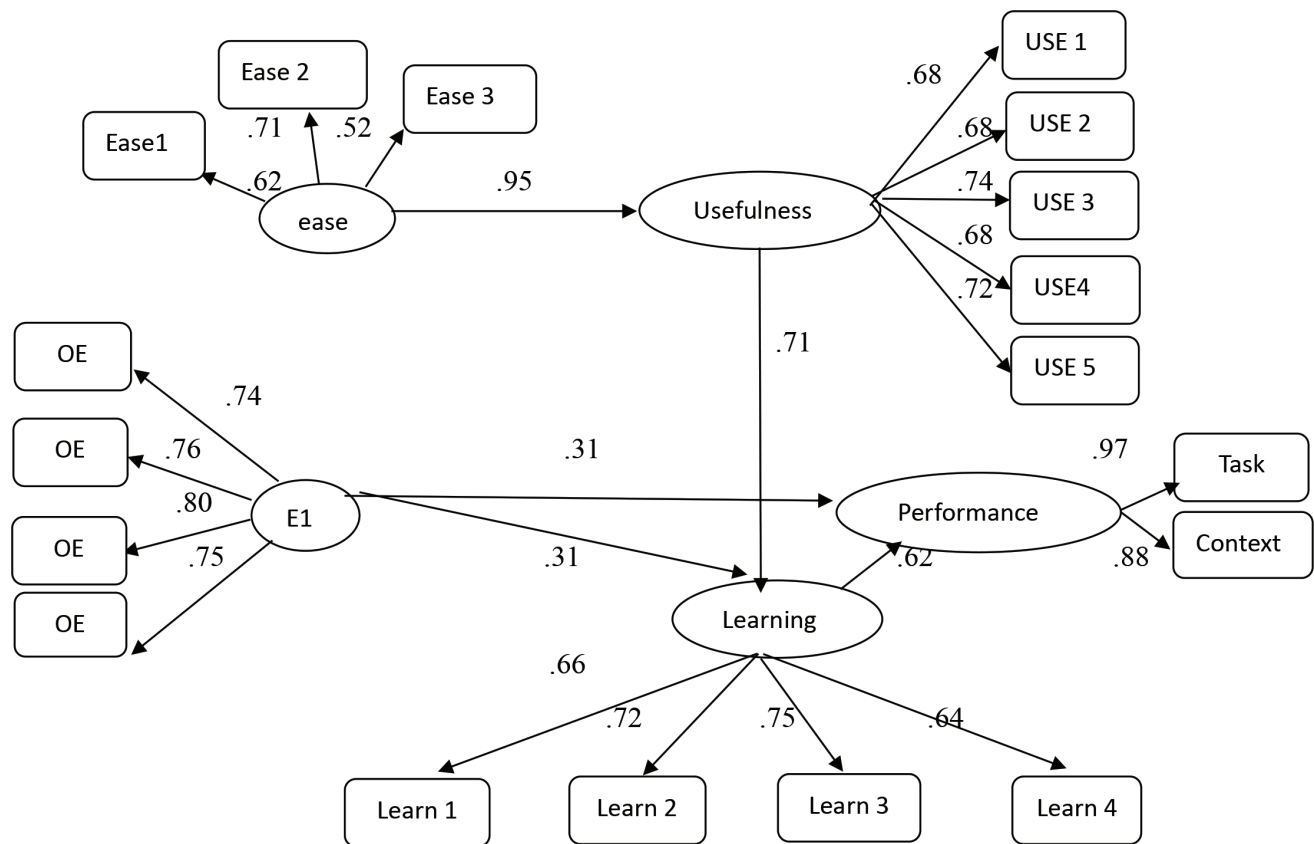 USE 1
Ease 2
.68
Ease 3
USE 2
.71
.52
.68
Ease1
.62
.95
.74
USE 3
ease
Usefulness
.68
.72
USE4
OE
.71
USE 5
.74
OE
.76
.31
.97
Task
.80
E1
Performance
OE
.75
.31
.62
.88
Context
OE
Learning
.66
.72
.75
.64
Learn 1
Learn 2
Learn 3
Learn 4